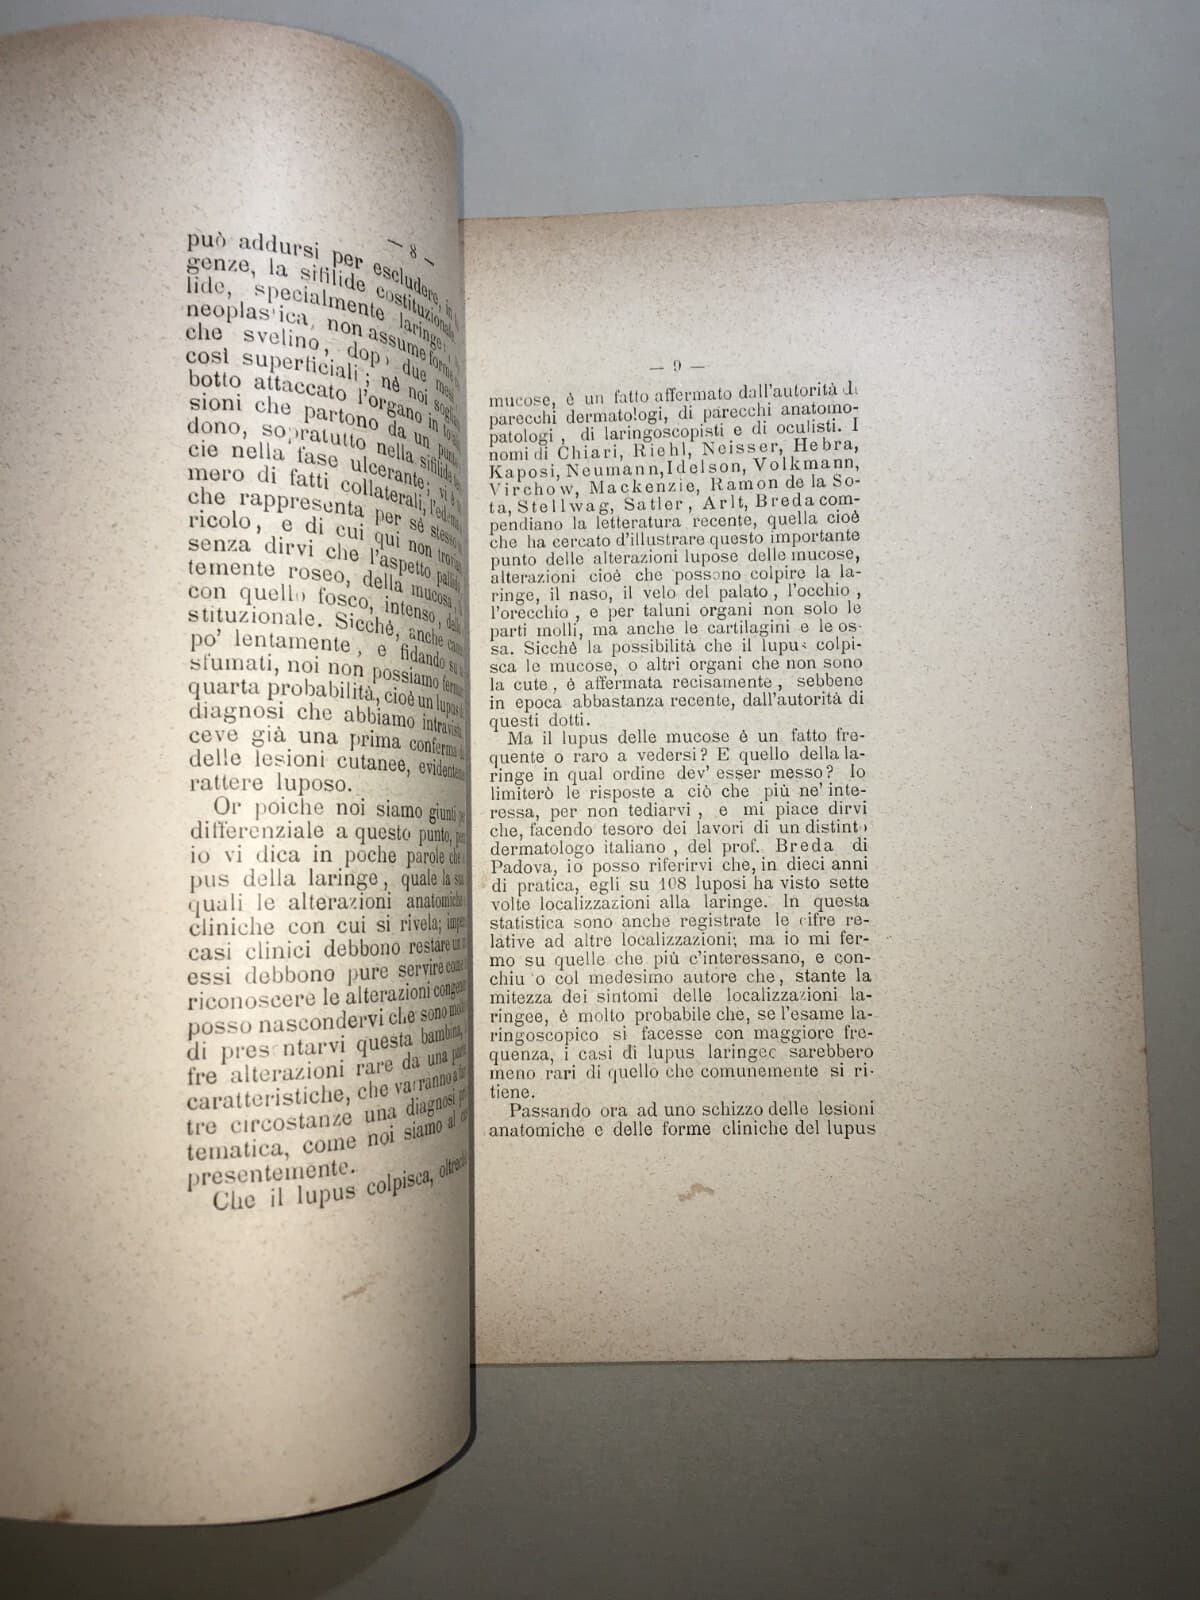 — 8 —
può addursi per escludere, in
genze, la sifilide costituzionale.
lide, specialmente laringe
neoplas'ica, non assume forme
che svelino, dop, due mesi
così superficiali; nè noi
botto attaccato l'organo in
sioni che partono da un punto
dono, sopratutto nella sifilide
cie nella fase ulcerante; vi è
mero di fatti collaterali, l'edema
che rappresenta per sè stesso
ricolo, e di cui qui non
senza dirvi che l'aspetto pallido
temente roseo, della mucosa,
con quello fosco, intenso,
stituzionale. Sicchè, anche
po' lentamente, e fidando su
sfumati, noi non possiamo
quarta probabilità, cioè un lupus
diagnosi che abbiamo
ceve già una prima conferma
delle lesioni cutanee,
rattere luposo.
Or poiche noi siamo giunti
differenziale a questo punto,
io vi dica in poche parole che
pus della laringe, quale la
quali le alterazioni anatomiche
cliniche con cui si rivela;
casi clinici debbono restare
essi debbono pure servire come
riconoscere le alterazioni
posso nascondervi che sono
di pres ntarvi questa bambina,
fre alterazioni rare da una
caratteristiche, che varranno a
tre circostanze una diagnosi
tematica, come noi siamo al
presentemente.
Che il lupus colpisca,
— 9 —
mucose, è un fatto affermato dall'autorità di
parecchi dermatologi, di parecchi anatomo-
patologi, di laringoscopisti e di oculisti. I
nomi di Chiari, Riehl, Neisser, Hebra,
Kaposi, Neumann, Idelson, Volkmann,
Virchow, Mackenzie, Ramon de la So-
ta, Stellwag, Satler, Arlt, Breda com-
pendiano la letteratura recente, quella cioè
che ha cercato d'illustrare questo importante
punto delle alterazioni lupose delle mucose,
alterazioni cioè che possono colpire la la-
ringe, il naso, il velo del palato, l'occhio,
l'orecchio, e per taluni organi non solo le
parti molli, ma anche le cartilagini e le os-
sa. Sicchè la possibilità che il lupus colpi-
sca le mucose, o altri organi che non sono
la cute, è affermata recisamente, sebbene
in epoca abbastanza recente, dall'autorità di
questi dotti.
Ma il lupus delle mucose è un fatto fre-
quente o raro a vedersi? E quello della la-
ringe in qual ordine dev' esser messo? Io
limiterò le risposte a ciò che più ne' inte-
ressa, per non tediarvi, e mi piace dirvi
che, facendo tesoro dei lavori di un distinto
dermatologo italiano, del prof. Breda di
Padova, io posso riferirvi che, in dieci anni
di pratica, egli su 108 luposi ha visto sette
volte localizzazioni alla laringe. In questa
statistica sono anche registrate le cifre re-
lative ad altre localizzazioni; ma io mi fer-
mo su quelle che più c'interessano, e con-
chiu 'o col medesimo autore che, stante la
mitezza dei sintomi delle localizzazioni la-
ringee, è molto probabile che, se l'esame la-
ringoscopico si facesse con maggiore fre-
quenza, i casi di lupus laringeo sarebbero
meno rari di quello che comunemente si ri-
tiene.
Passando ora ad uno schizzo delle lesioni
anatomiche e delle forme cliniche del lupus